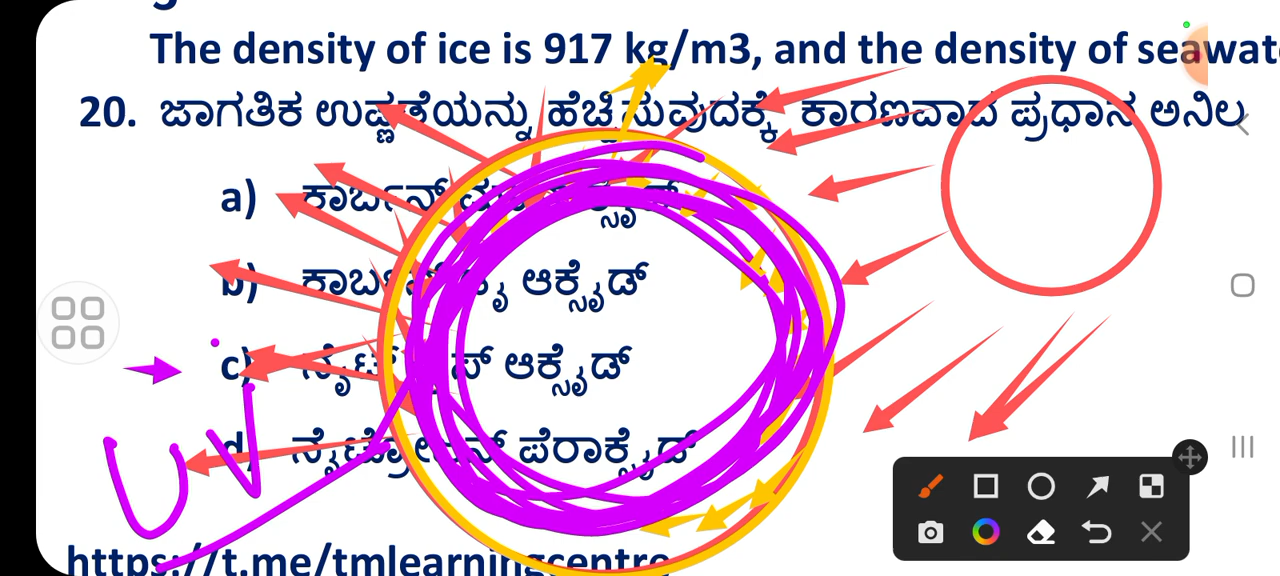 The density of ice is 917 kg/m3, and the density of
20. ಜಾಗತಿಕ ಉಷ್ಣತೆಯನ್ನು ಹೆಚ್ಚಿಸುವುದಕ್ಕೆ ಕಾರಣವಾದ ಪ್ರಧಾನ ಅನಿಲ
a) ಕಾರ್ಬನ್
b) ಆಕ್ಸೈಡ್
c) ಆಕ್ಸೈಡ್
d) ಪೆರಾಕ್ಸೈಡ್
UV
https://t.me/tmlearningcentre